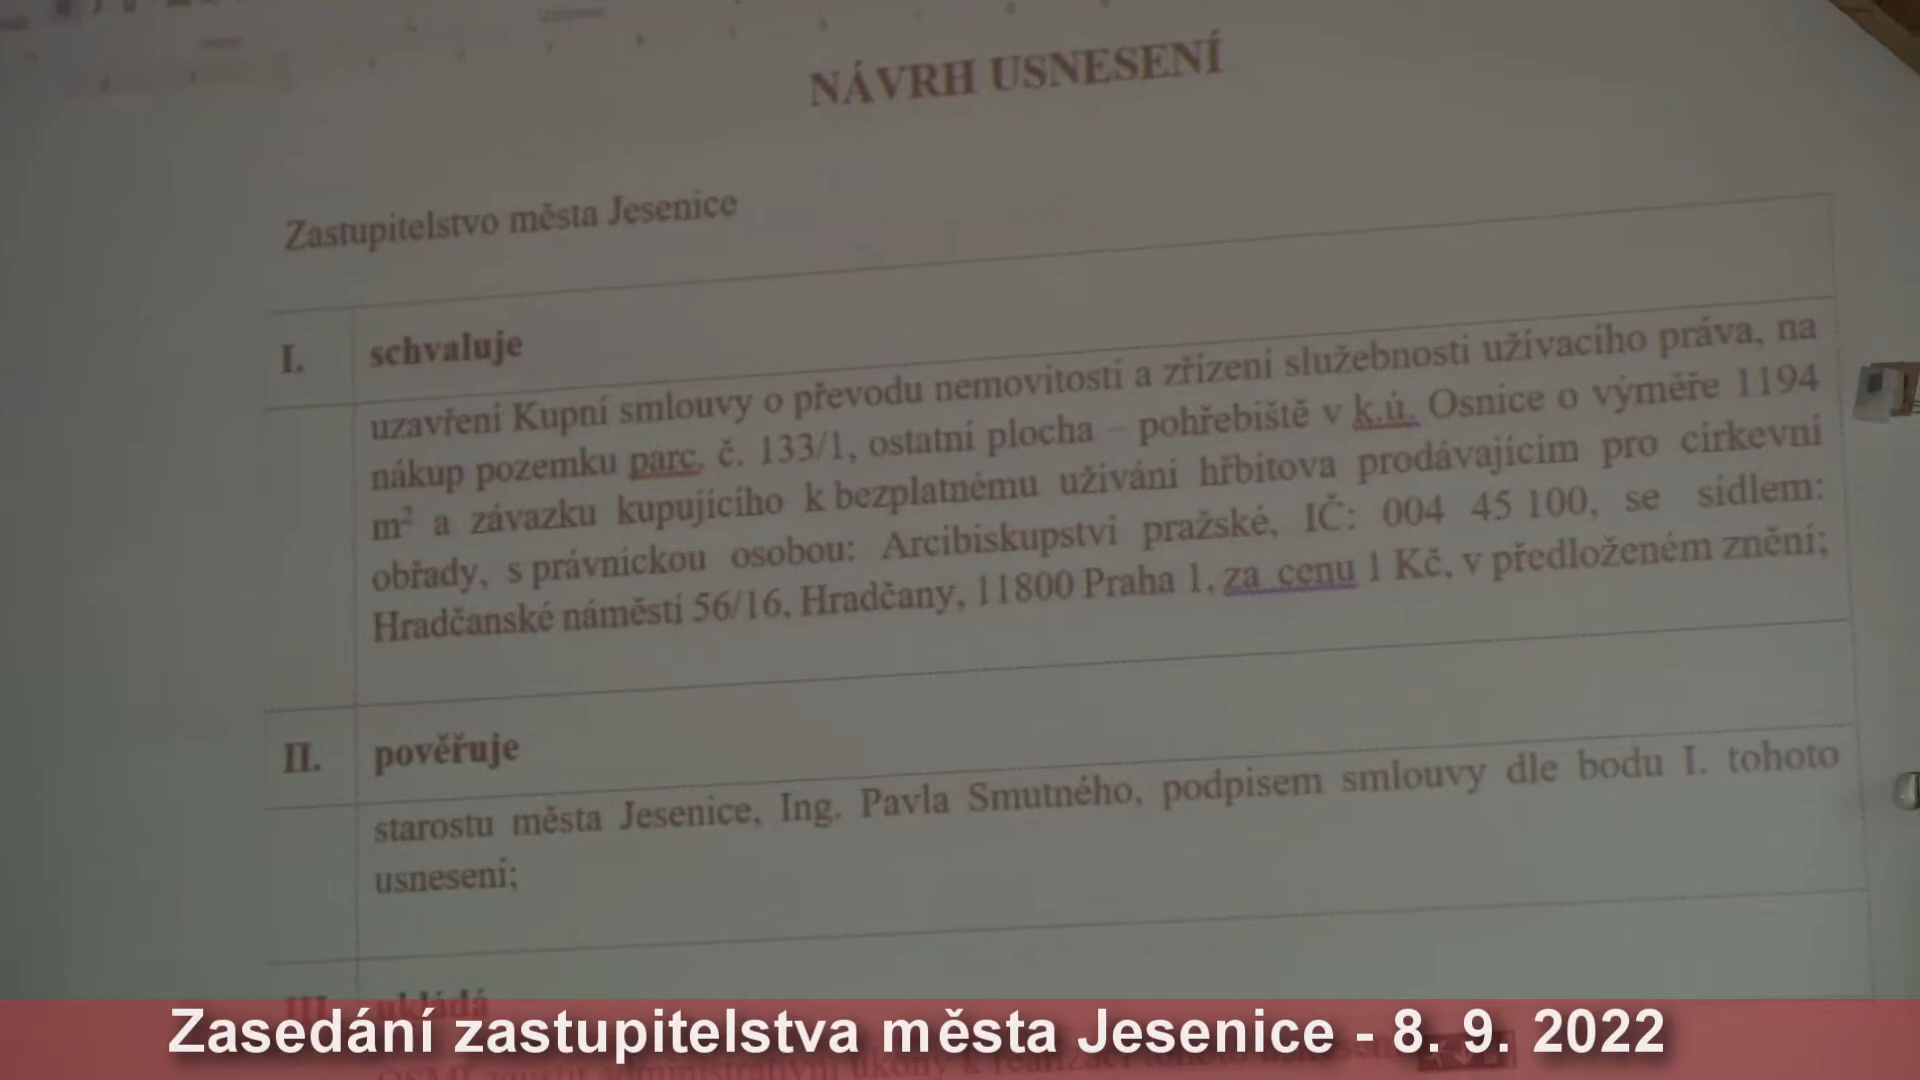 NÁVRH USNESENÍ
Zastupitelstvo města Jesenice
I. schvaluje
uzavření Kupní smlouvy o převodu nemovitosti a zřízení služebnosti užívacího práva, na
nákup pozemku parc. č. 133/1, ostatní plocha – pohřebiště v k.ú. Osnice o výměře 1194
m² a závazku kupujícího k bezplatnému užívání hřbitova prodávajícím pro církevní
obřady, s právnickou osobou: Arcibiskupství pražské, IČ: 004 45 100, se sídlem:
Hradčanské náměstí 56/16, Hradčany, 11800 Praha 1, za cenu 1 Kč, v předloženém znění;
II. pověřuje
starostu města Jesenice, Ing. Pavla Smutného, podpisem smlouvy dle bodu I. tohoto
usnesení;
III. ukládá
Zasedání zastupitelstva města Jesenice - 8. 9. 2022